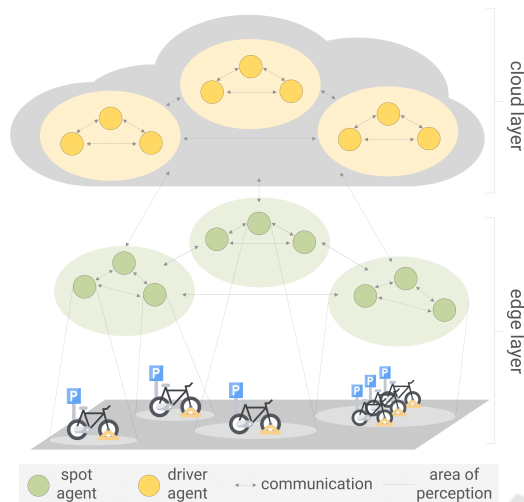 cloud layer
edge layer
P
P
P
P
P
P
spot agent
driver agent
communication
area of perception